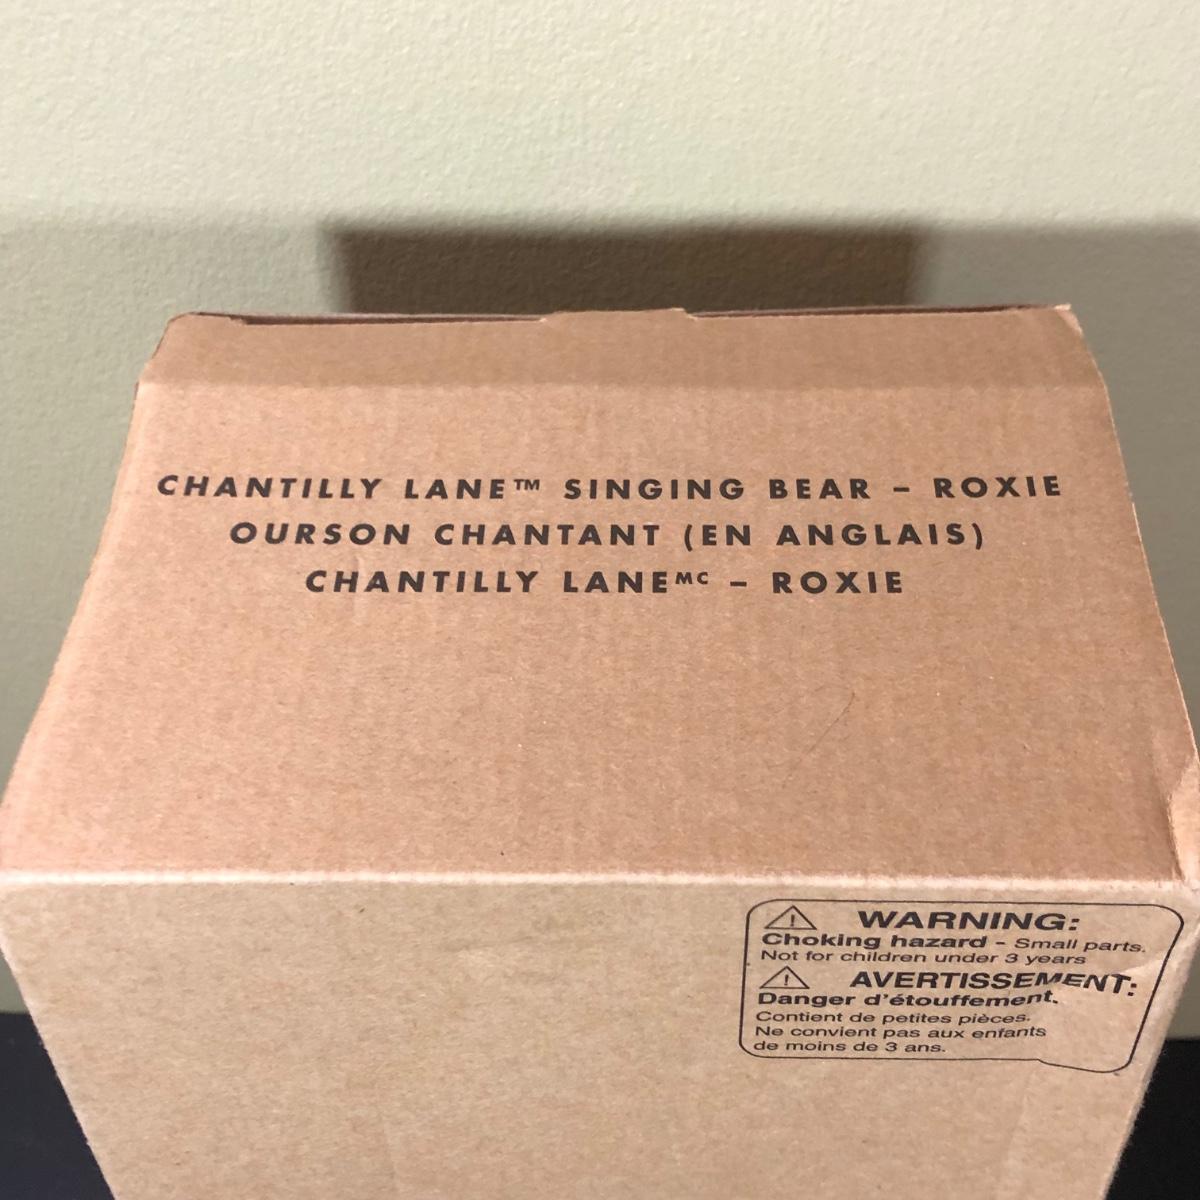 CHANTILLY LANE™ SINGING BEAR – ROXIE
OURSON CHANTANT (EN ANGLAIS)
CHANTILLY LANEᴹᶜ – ROXIE
WARNING:
Choking hazard - Small parts.
Not for children under 3 years
AVERTISSEMENT:
Danger d'étouffement.
Contient de petites pièces.
Ne convient pas aux enfants
de moins de 3 ans.